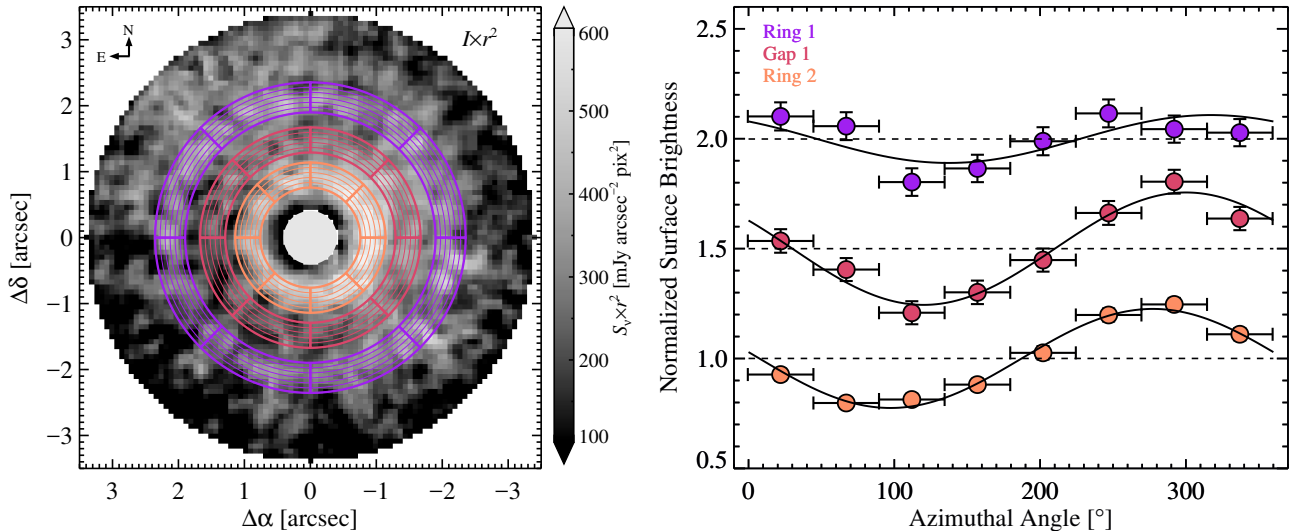 I×r²
N
E
3
2
1
0
−1
−2
−3
3 2 1 0 −1 −2 −3
Δδ [arcsec]
Δα [arcsec]
600
500
400
300
200
100
Sᵥ×r² [mJy arcsec⁻² pix²]
Ring 1
Gap 1
Ring 2
2.5
2.0
1.5
1.0
0.5
0 100 200 300
Normalized Surface Brightness
Azimuthal Angle [°]